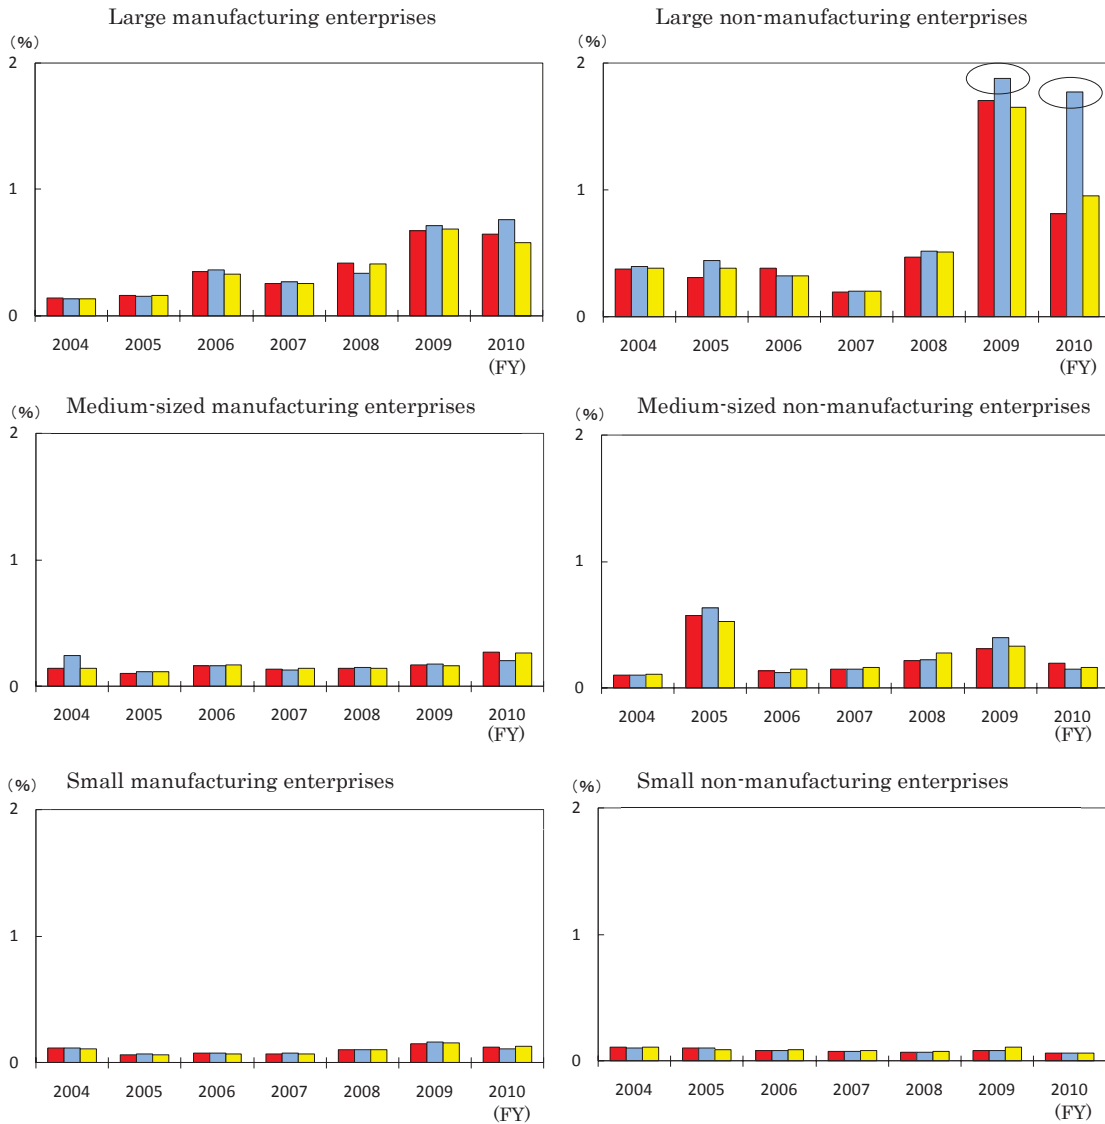 Large manufacturing enterprises
(%)
2
1
0
2004 2005 2006 2007 2008 2009 2010
(FY)
Large non-manufacturing enterprises
(%)
2
1
0
2004 2005 2006 2007 2008 2009 2010
(FY)
Medium-sized manufacturing enterprises
(%)
2
1
0
2004 2005 2006 2007 2008 2009 2010
(FY)
Medium-sized non-manufacturing enterprises
(%)
2
1
0
2004 2005 2006 2007 2008 2009 2010
(FY)
Small manufacturing enterprises
(%)
2
1
0
2004 2005 2006 2007 2008 2009 2010
(FY)
Small non-manufacturing enterprises
(%)
2
1
0
2004 2005 2006 2007 2008 2009 2010
(FY)